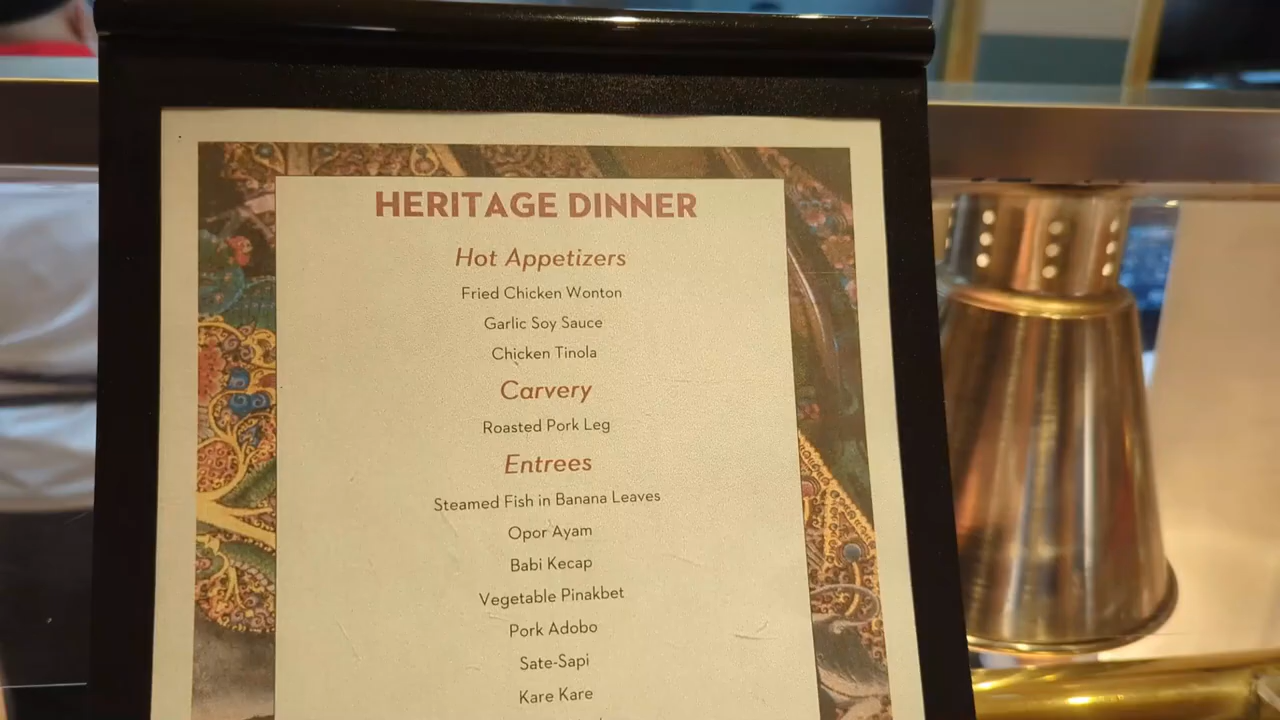 HERITAGE DINNER
Hot Appetizers
Fried Chicken Wonton
Garlic Soy Sauce
Chicken Tinola
Carvery
Roasted Pork Leg
Entrees
Steamed Fish in Banana Leaves
Opor Ayam
Babi Kecap
Vegetable Pinakbet
Pork Adobo
Sate-Sapi
Kare Kare